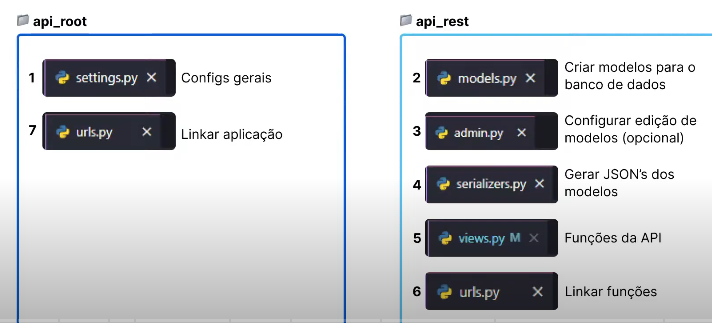 api_root
1 settings.py × Configs gerais
7 urls.py × Linkar aplicação
api_rest
2 models.py × Criar modelos para o
banco de dados
3 admin.py × Configurar edição de
modelos (opcional)
4 serializers.py × Gerar JSON's dos
modelos
5 views.py M × Funções da API
6 urls.py × Linkar funções